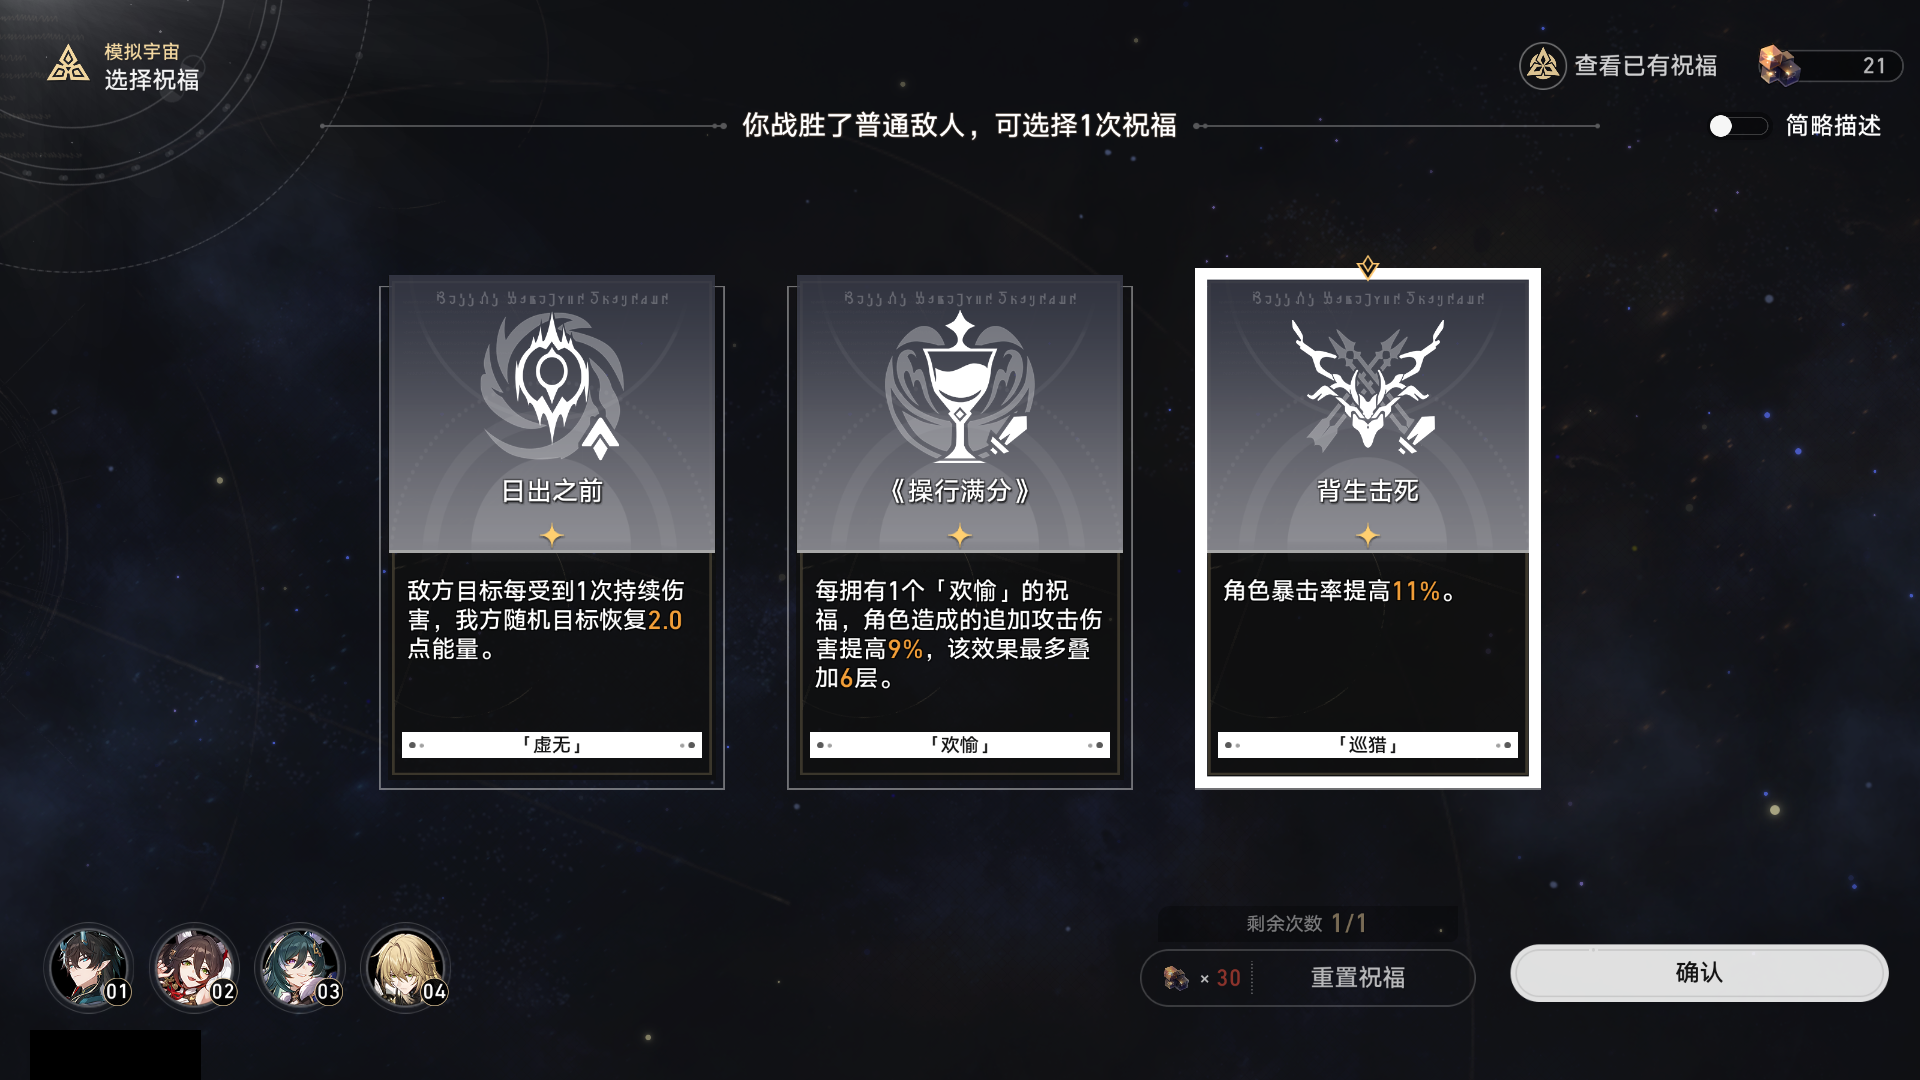 模拟宇宙
选择祝福
查看已有祝福
21
你战胜了普通敌人，可选择1次祝福
简略描述
日出之前
敌方目标每受到1次持续伤
害，我方随机目标恢复2.0
点能量。
「虚无」
《操行满分》
每拥有1个「欢愉」的祝
福，角色造成的追加攻击伤
害提高9%，该效果最多叠
加6层。
「欢愉」
背生击死
角色暴击率提高11%。
「巡猎」
01
02
03
04
剩余次数 1/1
× 30
重置祝福
确认